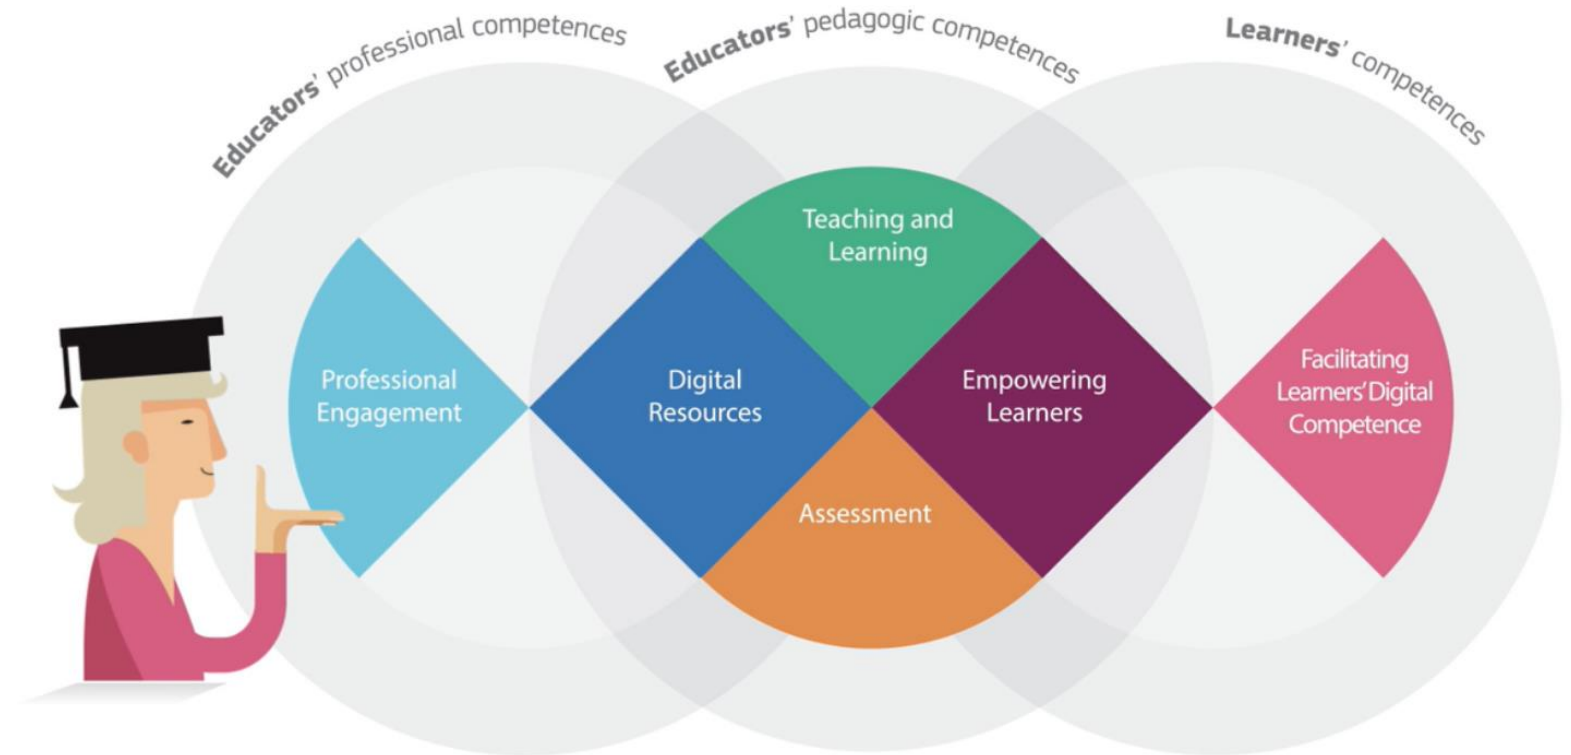 Educators' professional competences
Educators' pedagogic competences
Learners' competences
Professional
Engagement
Digital
Resources
Teaching and
Learning
Assessment
Empowering
Learners
Facilitating
Learners' Digital
Competence